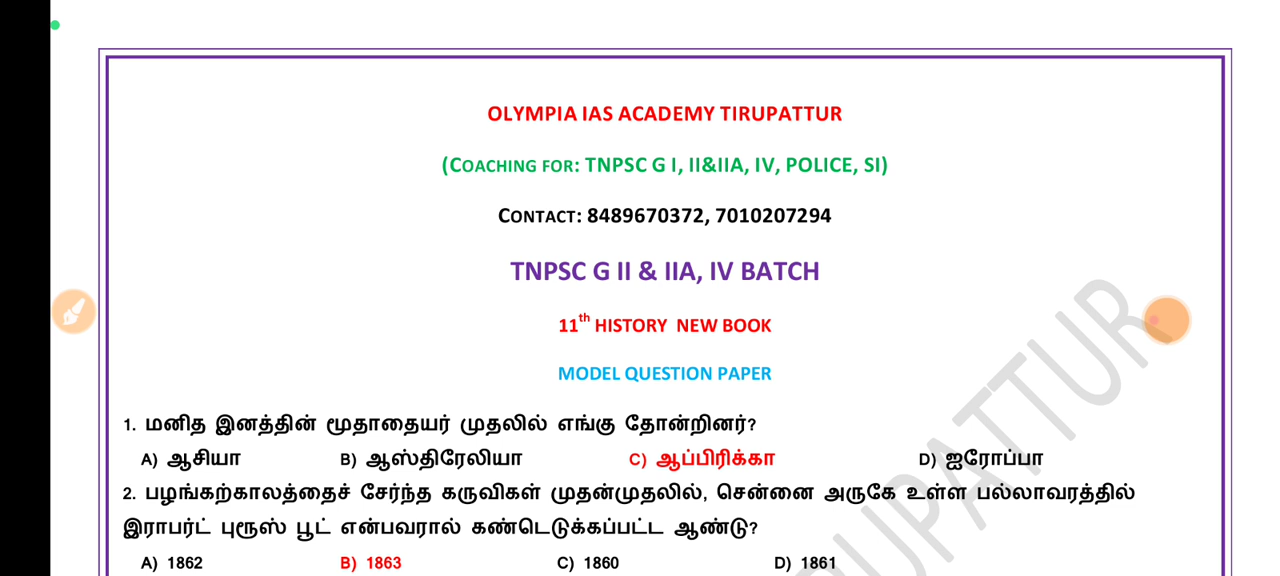 OLYMPIA IAS ACADEMY TIRUPATTUR
(COACHING FOR: TNPSC G I, II&IIA, IV, POLICE, SI)
CONTACT: 8489670372, 7010207294
TNPSC G II & IIA, IV BATCH
11th HISTORY NEW BOOK
MODEL QUESTION PAPER
1. மனித இனத்தின் மூதாதையர் முதலில் எங்கு தோன்றினர்?
A) ஆசியா B) ஆஸ்திரேலியா C) ஆப்பிரிக்கா D) ஐரோப்பா
2. பழங்கற்காலத்தைச் சேர்ந்த கருவிகள் முதன்முதலில், சென்னை அருகே உள்ள பல்லாவரத்தில்
இராபர்ட் புரூஸ் பூட் என்பவரால் கண்டெடுக்கப்பட்ட ஆண்டு?
A) 1862 B) 1863 C) 1860 D) 1861
UPATTUR